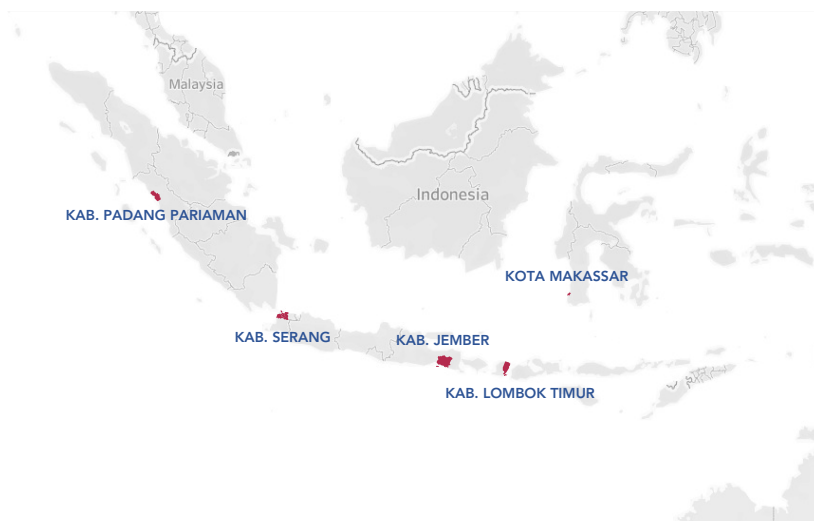 Malaysia
Indonesia
KAB. PADANG PARIAMAN
KOTA MAKASSAR
KAB. SERANG
KAB. JEMBER
KAB. LOMBOK TIMUR